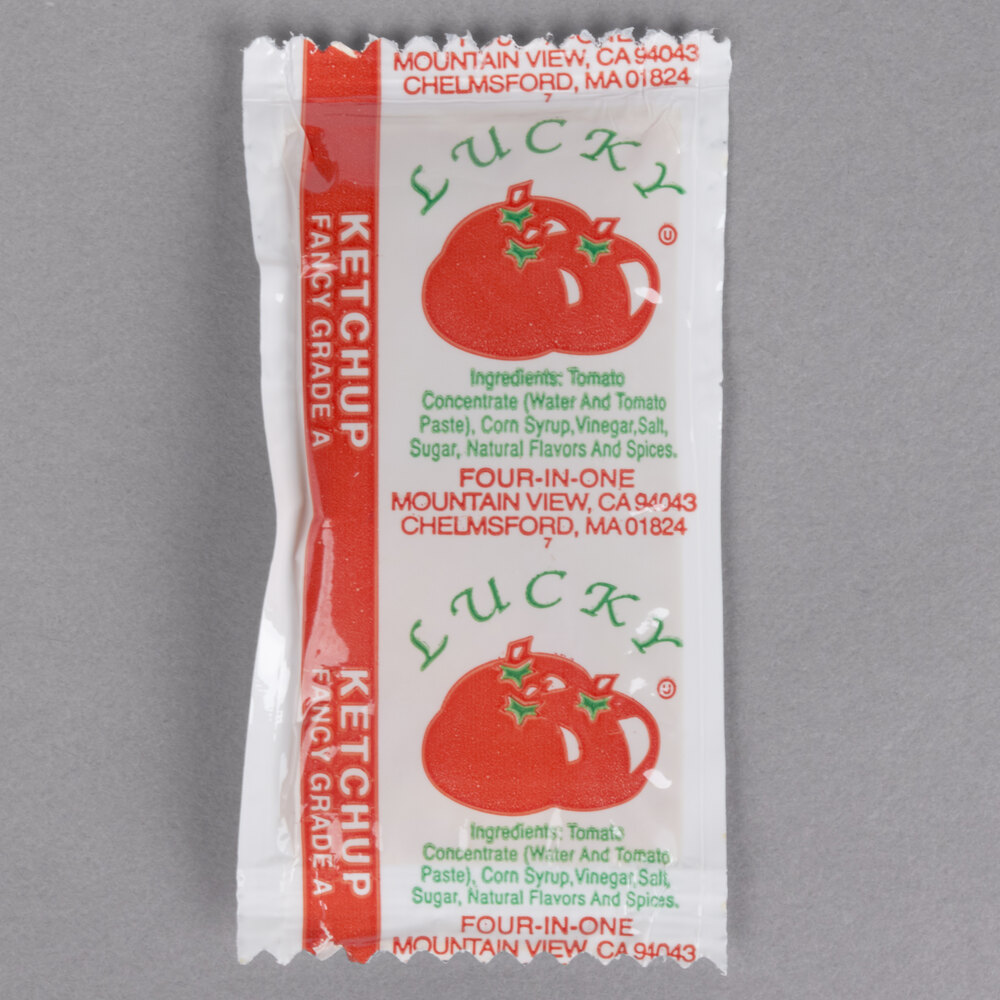 MOUNTAIN VIEW, CA 94043
CHELMSFORD, MA 01824
7
LUCKY
U
KETCHUP
FANCY GRADE A
Ingredients: Tomato
Concentrate (Water And Tomato
Paste), Corn Syrup, Vinegar, Salt,
Sugar, Natural Flavors And Spices.
FOUR-IN-ONE
MOUNTAIN VIEW, CA 94043
CHELMSFORD, MA 01824
7
LUCKY
KETCHUP
FANCY GRADE A
Ingredients: Tomato
Concentrate (Water And Tomato
Paste), Corn Syrup, Vinegar, Salt,
Sugar, Natural Flavors And Spices.
FOUR-IN-ONE
MOUNTAIN VIEW, CA 94043